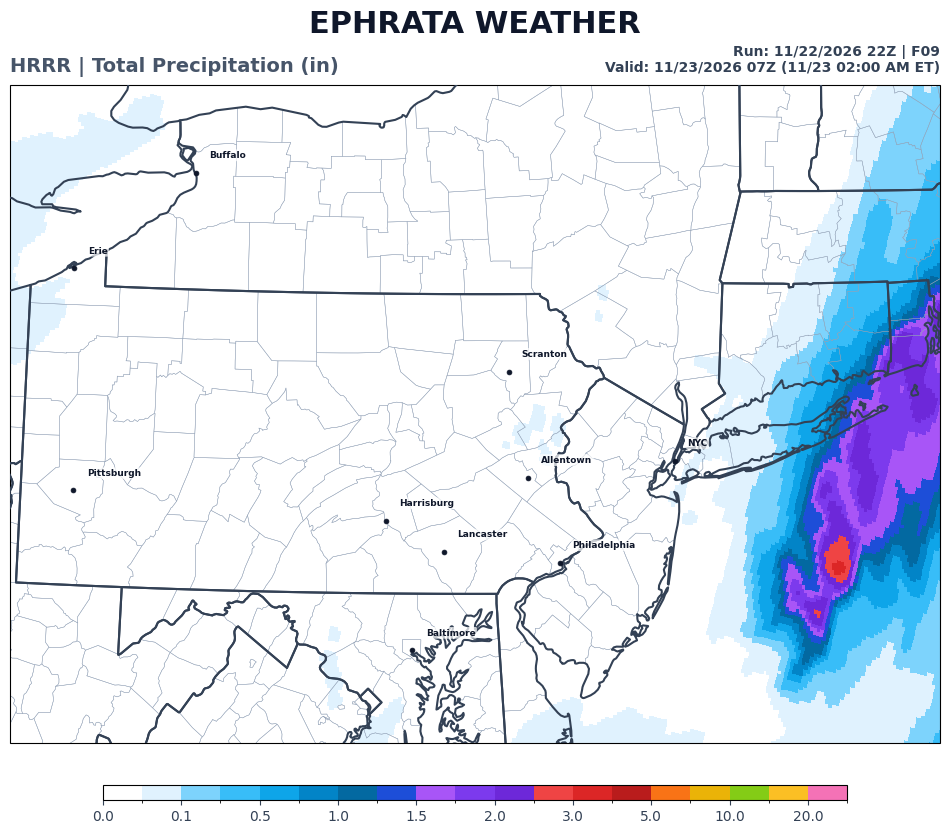 EPHRATA WEATHER
HRRR | Total Precipitation (in)
Run: 11/22/2026 22Z | F09
Valid: 11/23/2026 07Z (11/23 02:00 AM ET)
Buffalo
Erie
Scranton
NYC
Allentown
Pittsburgh
Harrisburg
Lancaster
Philadelphia
Baltimore
0.0 0.1 0.5 1.0 1.5 2.0 3.0 5.0 10.0 20.0